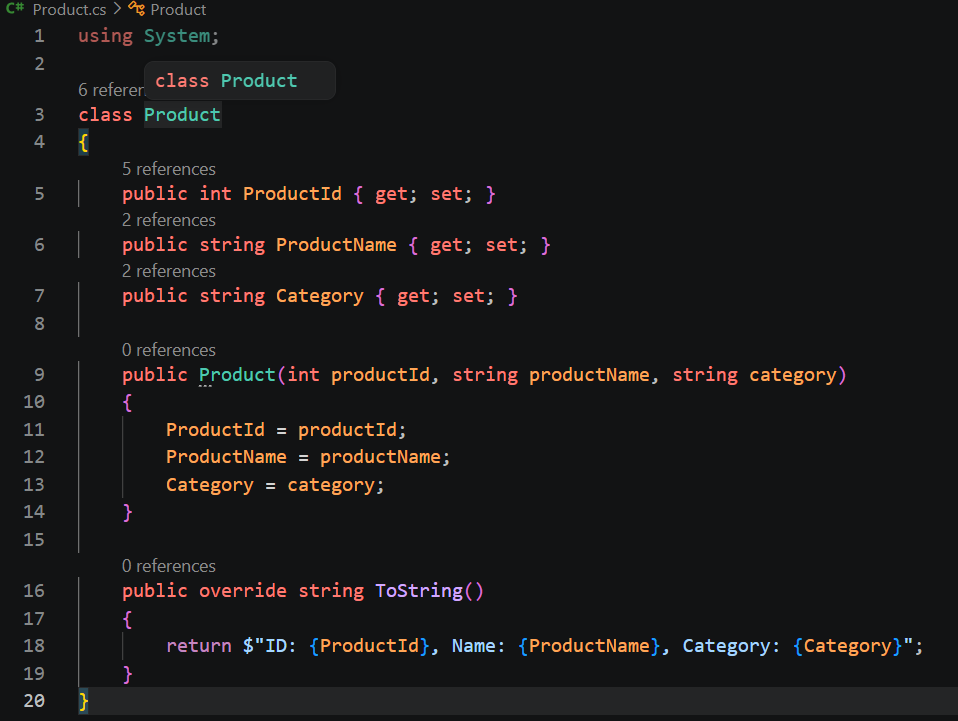 C# Product.cs > Product
1 using System;
2
class Product
6 referen
3 class Product
4 {
5 references
5 public int ProductId { get; set; }
2 references
6 public string ProductName { get; set; }
2 references
7 public string Category { get; set; }
8
0 references
9 public Product(int productId, string productName, string category)
10 {
11 ProductId = productId;
12 ProductName = productName;
13 Category = category;
14 }
15
0 references
16 public override string ToString()
17 {
18 return $"ID: {ProductId}, Name: {ProductName}, Category: {Category}";
19 }
20 }